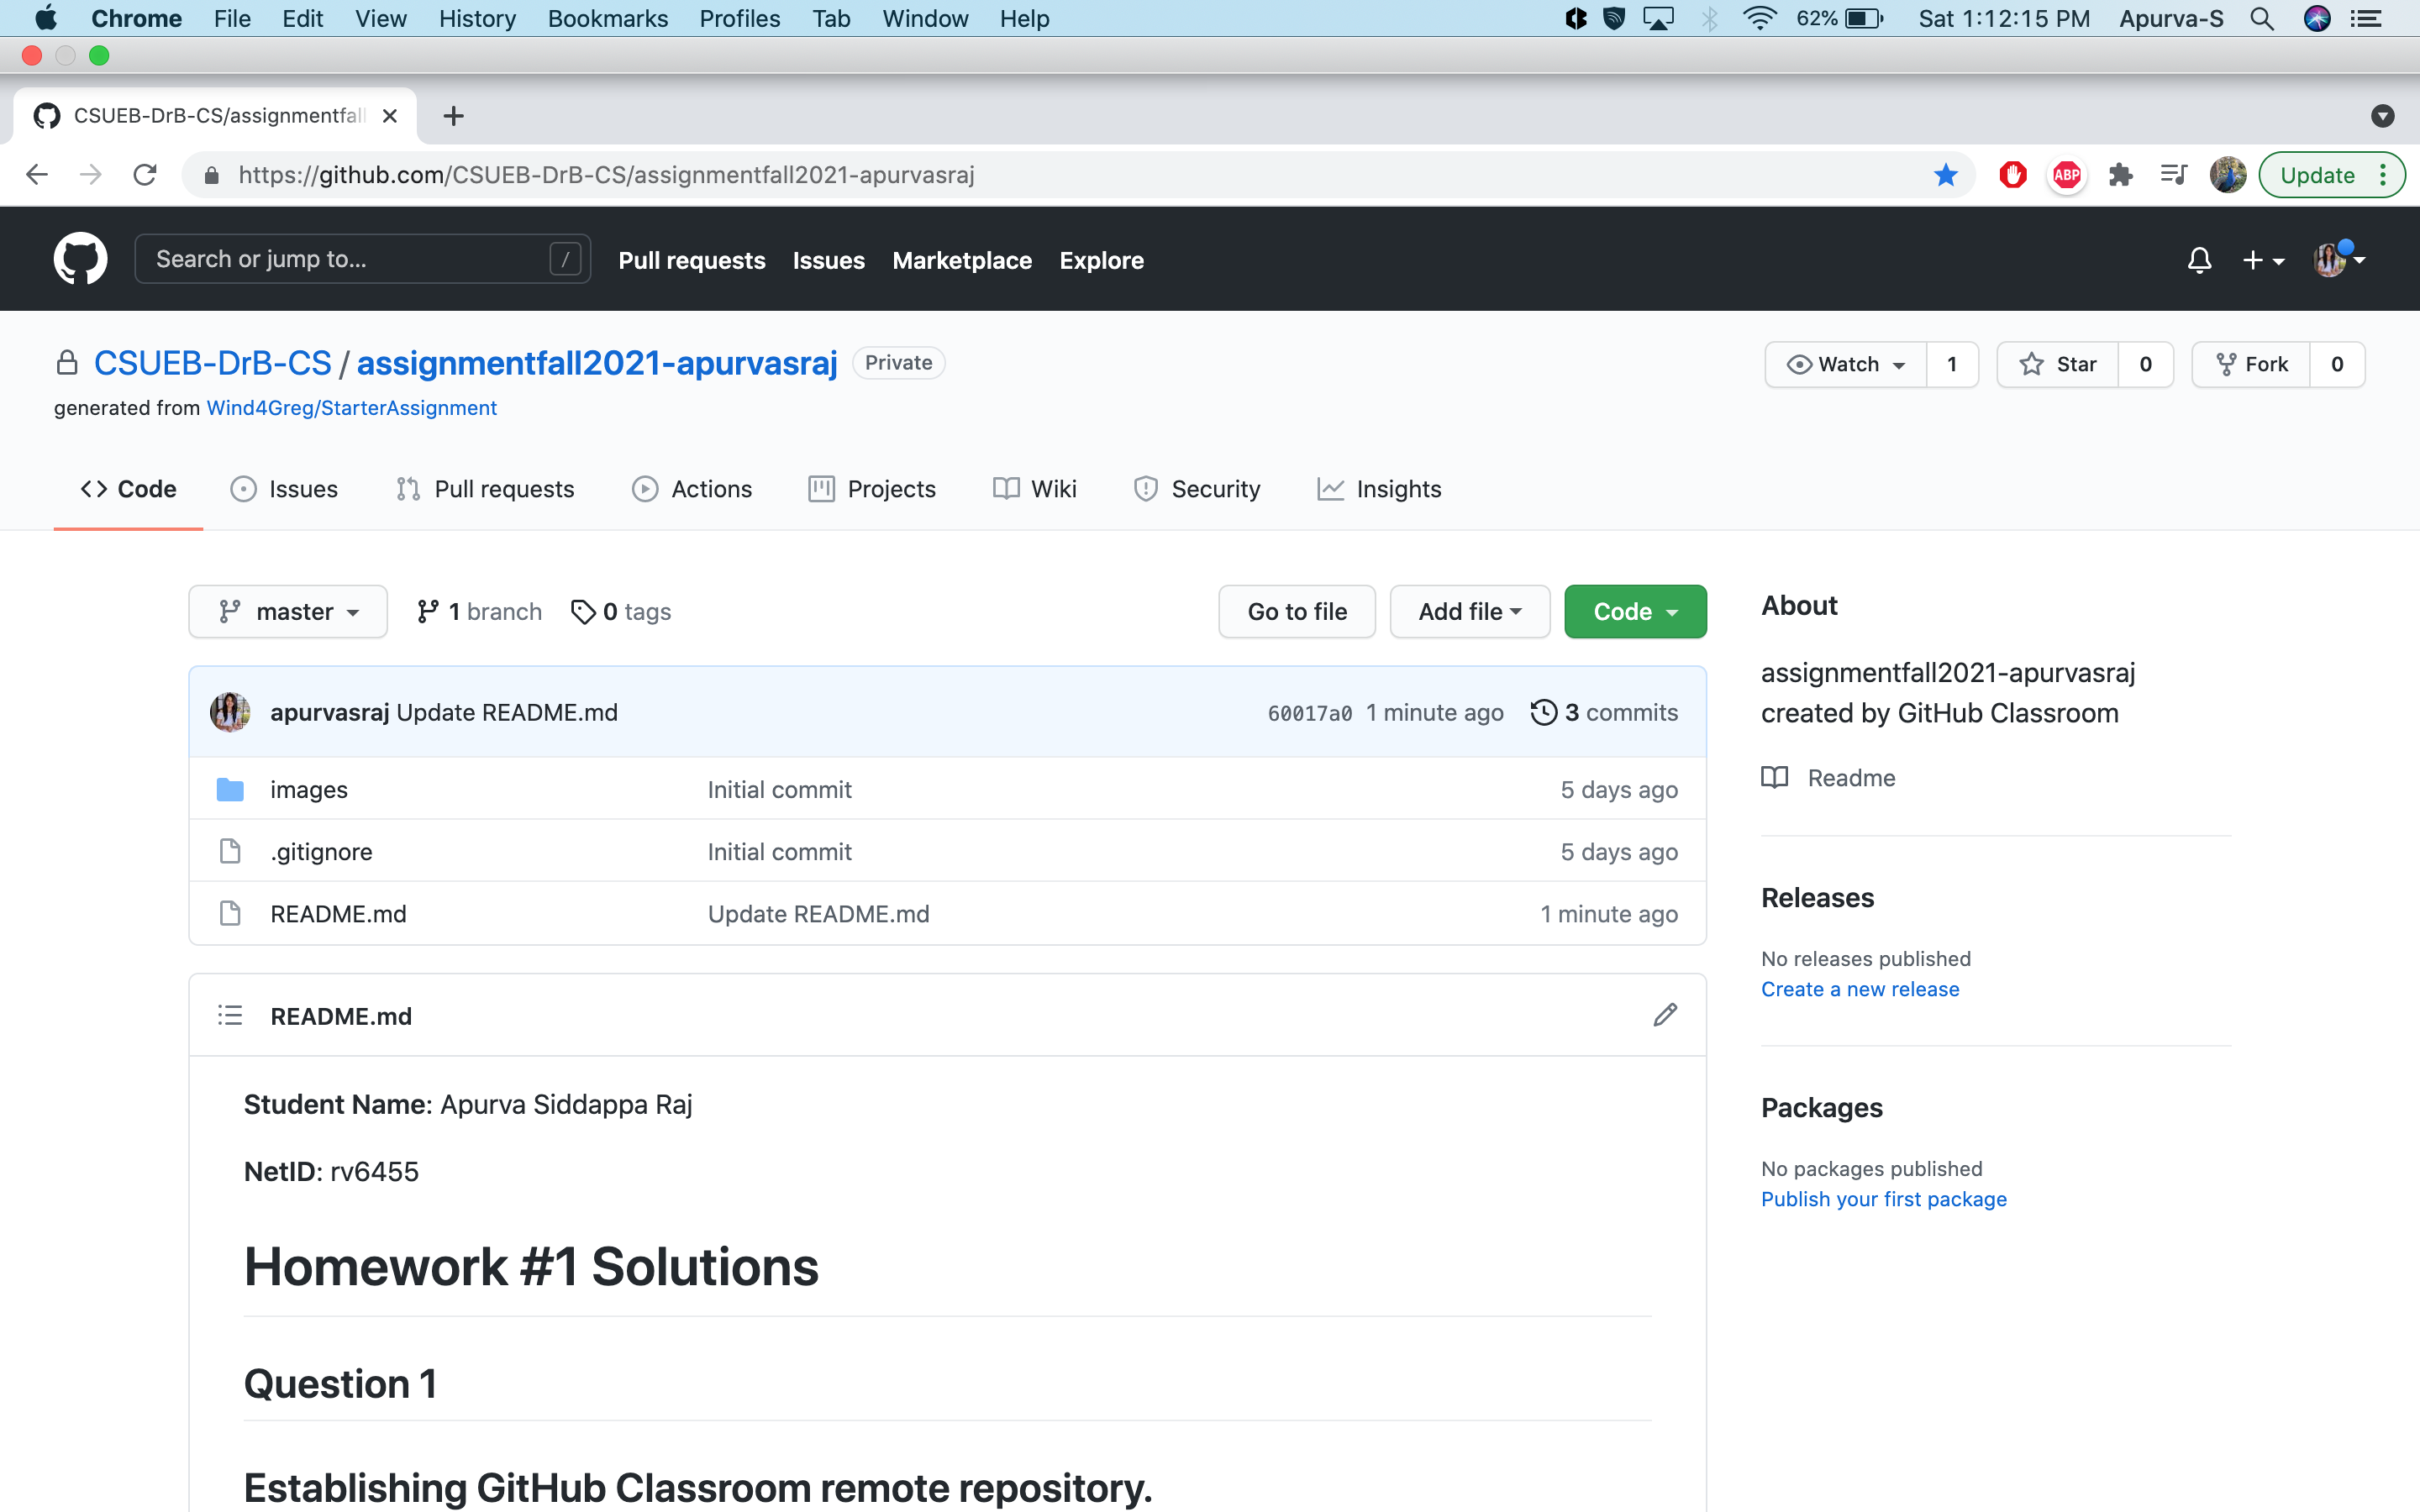 Chrome File Edit View History Bookmarks Profiles Tab Window Help 62% Sat 1:12:15 PM Apurva-S
CSUEB-DrB-CS/assignmentfall
https://github.com/CSUEB-DrB-CS/assignmentfall2021-apurvasraj ABP Update
Search or jump to... / Pull requests Issues Marketplace Explore
CSUEB-DrB-CS / assignmentfall2021-apurvasraj Private Watch 1 Star 0 Fork 0
generated from Wind4Greg/StarterAssignment
Code Issues Pull requests Actions Projects Wiki Security Insights
master 1 branch 0 tags Go to file Add file Code
apurvasraj Update README.md 60017a0 1 minute ago 3 commits
images Initial commit 5 days ago
.gitignore Initial commit 5 days ago
README.md Update README.md 1 minute ago
README.md
Student Name: Apurva Siddappa Raj
NetID: rv6455
Homework #1 Solutions
Question 1
Establishing GitHub Classroom remote repository.
About
assignmentfall2021-apurvasraj
created by GitHub Classroom
Readme
Releases
No releases published
Create a new release
Packages
No packages published
Publish your first package